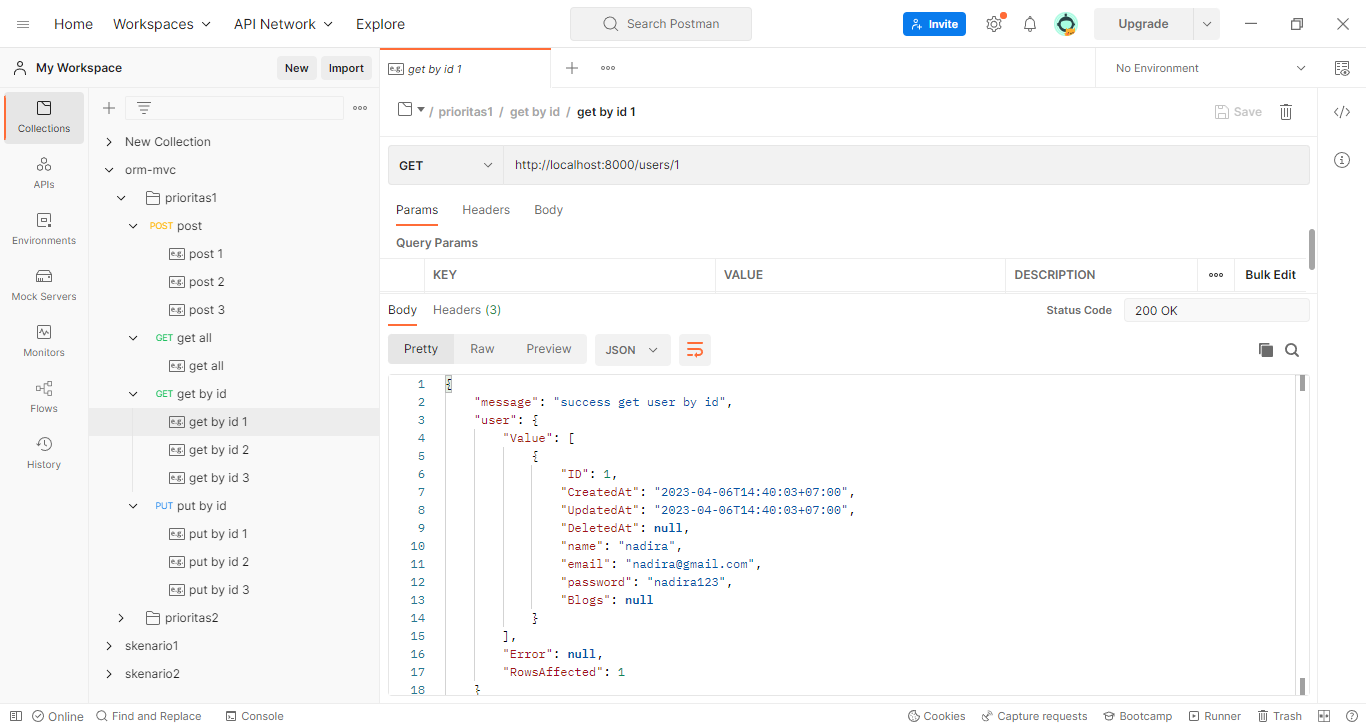 Home Workspaces API Network Explore Search Postman Invite Upgrade
My Workspace New Import
e.g. get by id 1 No Environment
Collections
APIs
Environments
Mock Servers
Monitors
Flows
History
New Collection
orm-mvc
prioritas1
POST post
e.g. post 1
e.g. post 2
e.g. post 3
GET get all
e.g. get all
GET get by id
e.g. get by id 1
e.g. get by id 2
e.g. get by id 3
PUT put by id
e.g. put by id 1
e.g. put by id 2
e.g. put by id 3
prioritas2
skenario1
skenario2
/ prioritas1 / get by id / get by id 1 Save
GET http://localhost:8000/users/1
Params Headers Body
Query Params
KEY VALUE DESCRIPTION Bulk Edit
Body Headers (3) Status Code 200 OK
Pretty Raw Preview JSON
1 {
2 "message": "success get user by id",
3 "user": {
4 "Value": [
5 {
6 "ID": 1,
7 "CreatedAt": "2023-04-06T14:40:03+07:00",
8 "UpdatedAt": "2023-04-06T14:40:03+07:00",
9 "DeletedAt": null,
10 "name": "nadira",
11 "email": "nadira@gmail.com",
12 "password": "nadira123",
13 "Blogs": null
14 }
15 ],
16 "Error": null,
17 "RowsAffected": 1
18 }
Online Find and Replace Console Cookies Capture requests Bootcamp Runner Trash